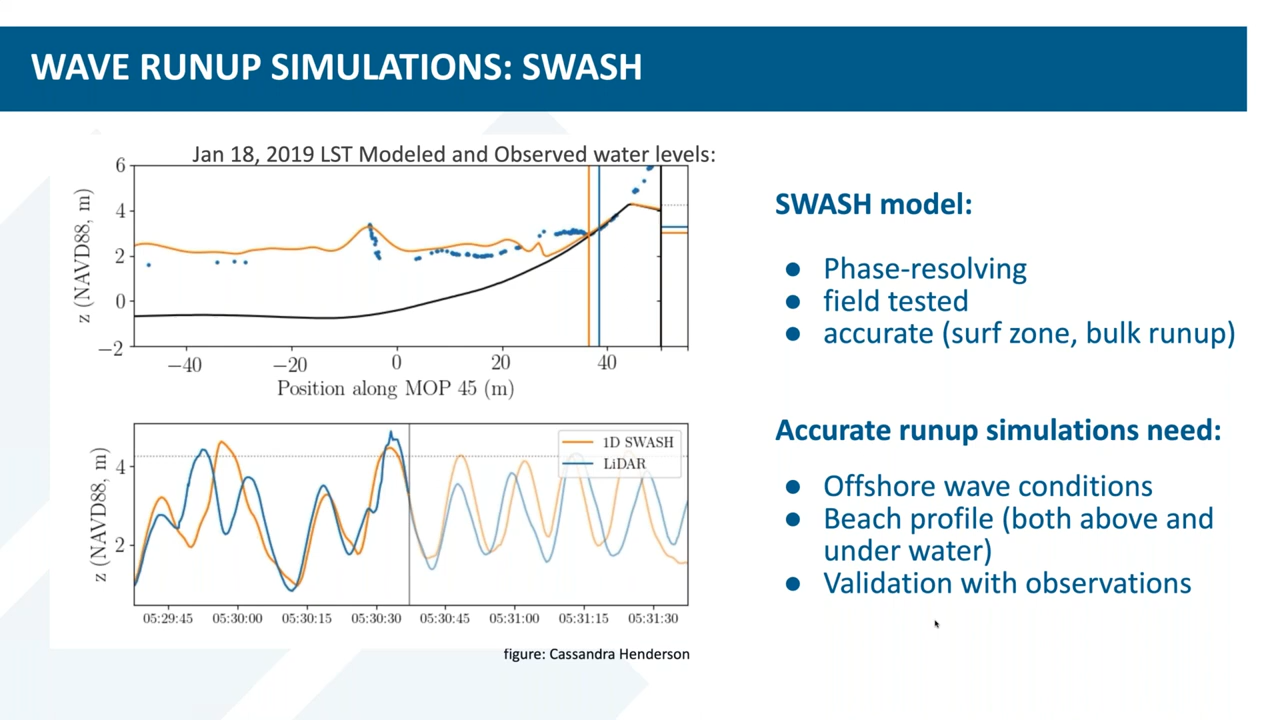 WAVE RUNUP SIMULATIONS: SWASH
Jan 18, 2019 LST Modeled and Observed water levels:
6
4
2
0
−2
z (NAVD88, m)
−40
−20
0
20
40
Position along MOP 45 (m)
4
2
z (NAVD88, m)
1D SWASH
LiDAR
05:29:45
05:30:00
05:30:15
05:30:30
05:30:45
05:31:00
05:31:15
05:31:30
figure: Cassandra Henderson
SWASH model:
● Phase-resolving
● field tested
● accurate (surf zone, bulk runup)
Accurate runup simulations need:
● Offshore wave conditions
● Beach profile (both above and
under water)
● Validation with observations